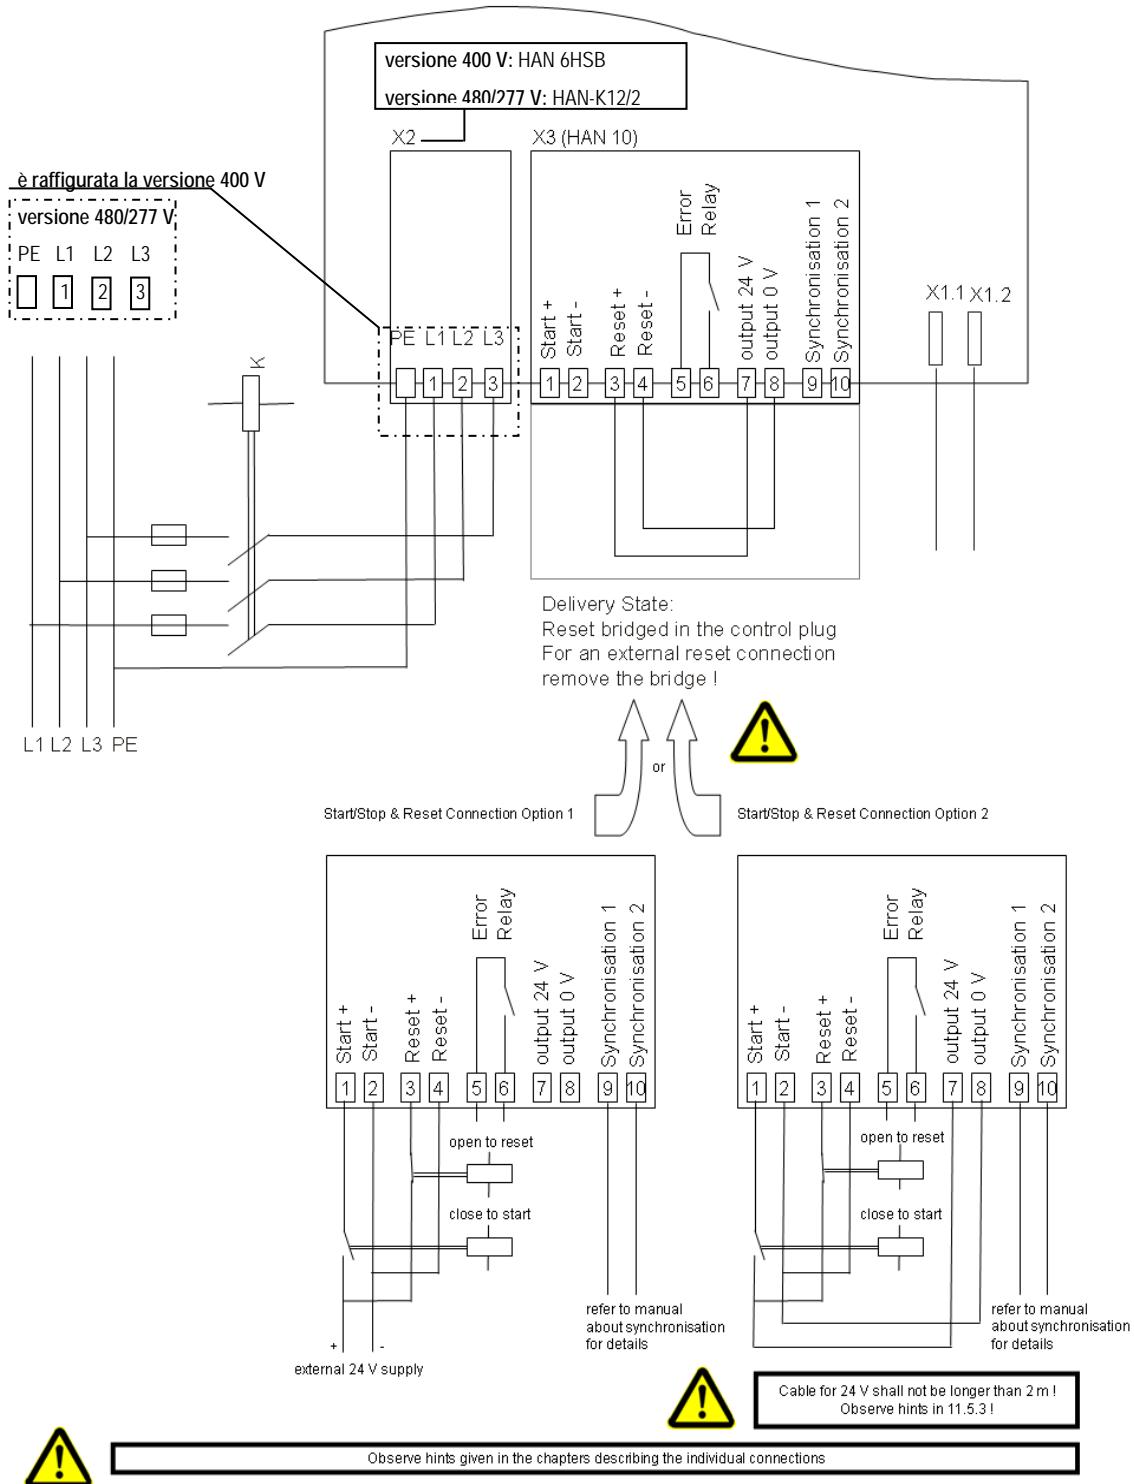 versione 400 V: HAN 6HSB
versione 480/277 V: HAN-K12/2
X2
X3 (HAN 10)
è raffigurata la versione 400 V
versione 480/277 V:
PE L1 L2 L3
1 2 3
K
PE L1 L2 L3
1 2 3
Start +
Start -
Reset +
Reset -
Error
Relay
output 24 V
output 0 V
Synchronisation 1
Synchronisation 2
1 2 3 4 5 6 7 8 9 10
X1.1 X1.2
L1 L2 L3 PE
Delivery State:
Reset bridged in the control plug
For an external reset connection
remove the bridge !
or
Start/Stop & Reset Connection Option 1
Start/Stop & Reset Connection Option 2
Start +
Start -
Reset +
Reset -
Error
Relay
output 24 V
output 0 V
Synchronisation 1
Synchronisation 2
1 2 3 4 5 6 7 8 9 10
open to reset
close to start
refer to manual
about synchronisation
for details
+ -
external 24 V supply
Start +
Start -
Reset +
Reset -
Error
Relay
output 24 V
output 0 V
Synchronisation 1
Synchronisation 2
1 2 3 4 5 6 7 8 9 10
open to reset
close to start
refer to manual
about synchronisation
for details
Cable for 24 V shall not be longer than 2 m !
Observe hints in 11.5.3 !
Observe hints given in the chapters describing the individual connections